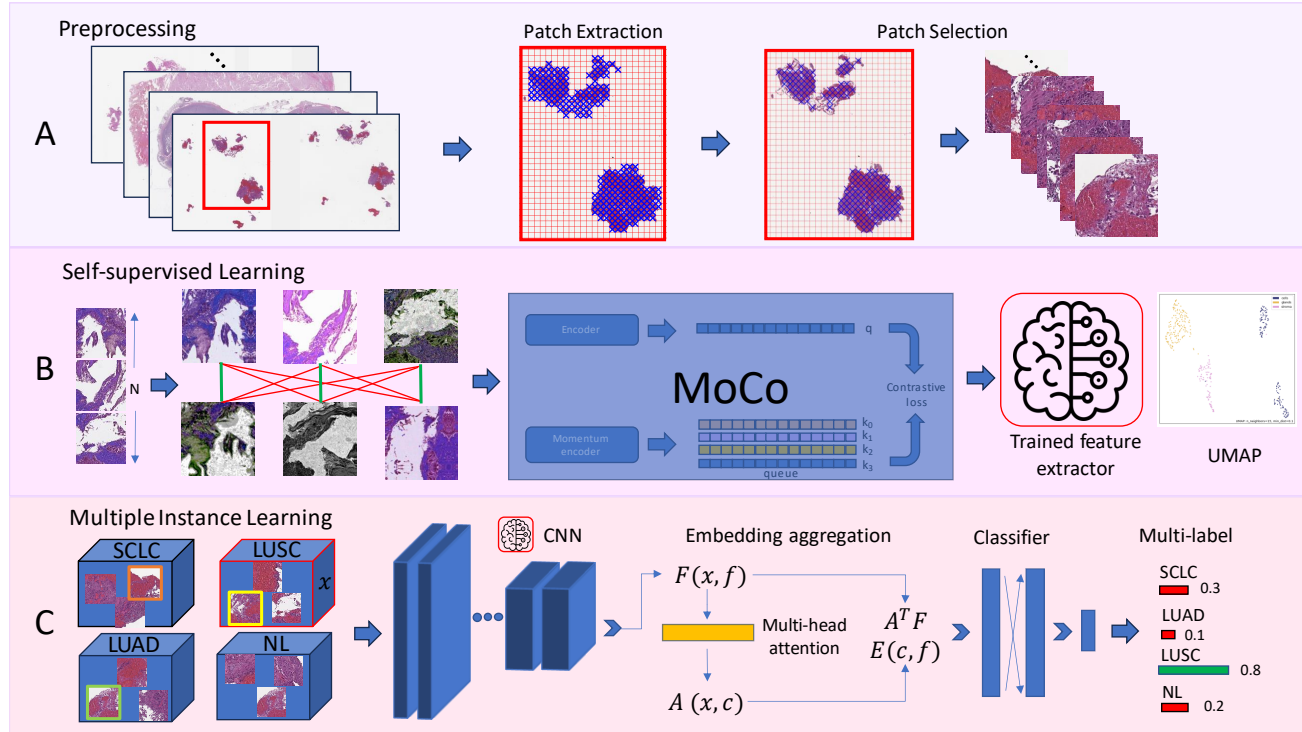 Preprocessing
Patch Extraction
Patch Selection
A
Self-supervised Learning
B
N
Encoder
q
MoCo
Contrastive
loss
Momentum
encoder
k0
k1
k2
k3
queue
Trained feature
extractor
UMAP
Multiple Instance Learning
C
SCLC
LUSC
x
LUAD
NL
CNN
Embedding aggregation
F(x, f)
Multi-head
attention
A (x, c)
A^T F
E(c, f)
Classifier
Multi-label
SCLC
0.3
LUAD
0.1
LUSC
0.8
NL
0.2